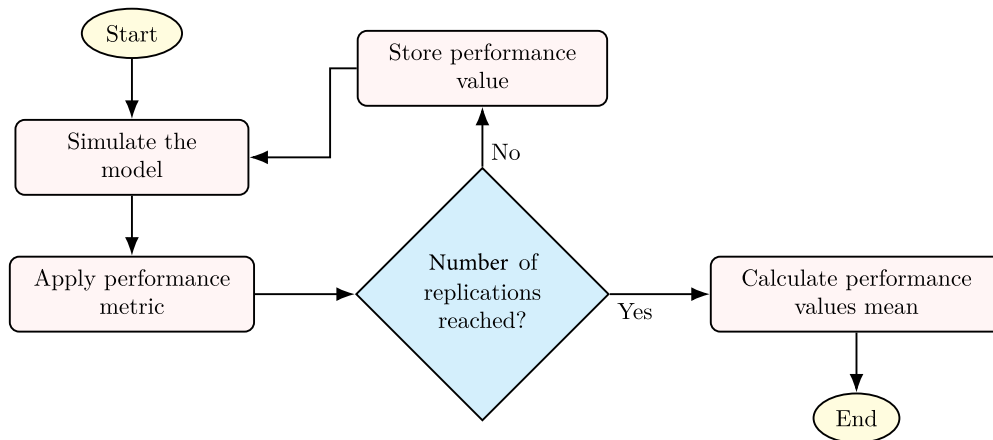 Start
Store performance
value
Simulate the
model
No
Number of
replications
reached?
Apply performance
metric
Yes
Calculate performance
values mean
End